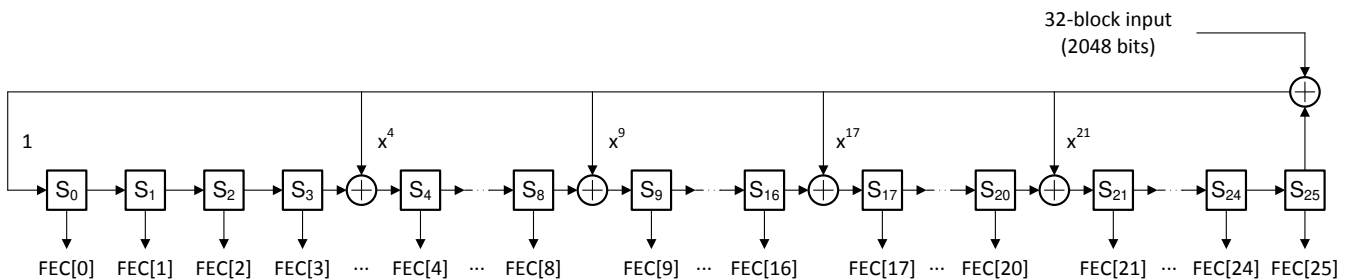 32-block input
(2048 bits)
1 x⁴ x⁹ x¹⁷ x²¹
S₀ S₁ S₂ S₃ S₄ ... S₈ S₉ ... S₁₆ S₁₇ ... S₂₀ S₂₁ ... S₂₄ S₂₅
FEC[0] FEC[1] FEC[2] FEC[3] ... FEC[4] ... FEC[8] FEC[9] ... FEC[16] FEC[17] ... FEC[20] FEC[21] ... FEC[24] FEC[25]